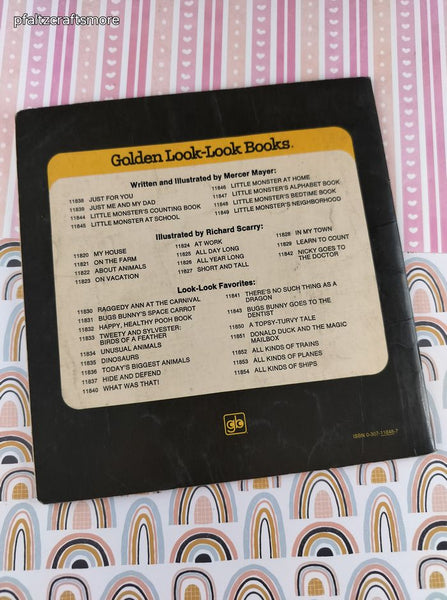 pfaltzcraftsmore
Golden Look-Look Books.
Written and Illustrated by Mercer Mayer:
11838 JUST FOR YOU
11839 JUST ME AND MY DAD
11844 LITTLE MONSTER'S COUNTING BOOK
11845 LITTLE MONSTER AT SCHOOL
11846 LITTLE MONSTER AT HOME
11847 LITTLE MONSTER'S ALPHABET BOOK
11848 LITTLE MONSTER'S BEDTIME BOOK
11849 LITTLE MONSTER'S NEIGHBORHOOD
Illustrated by Richard Scarry:
11820 MY HOUSE
11821 ON THE FARM
11822 ABOUT ANIMALS
11823 ON VACATION
11824 AT WORK
11825 ALL DAY LONG
11826 ALL YEAR LONG
11827 SHORT AND TALL
11828 IN MY TOWN
11829 LEARN TO COUNT
11842 NICKY GOES TO
THE DOCTOR
Look-Look Favorites:
11830 RAGGEDY ANN AT THE CARNIVAL
11831 BUGS BUNNY'S SPACE CARROT
11832 HAPPY, HEALTHY POOH BOOK
11833 TWEETY AND SYLVESTER:
BIRDS OF A FEATHER
11834 UNUSUAL ANIMALS
11835 DINOSAURS
11836 TODAY'S BIGGEST ANIMALS
11837 HIDE AND DEFEND
11840 WHAT WAS THAT!
11841 THERE'S NO SUCH THING AS A
DRAGON
11843 BUGS BUNNY GOES TO THE
DENTIST
11850 A TOPSY-TURVY TALE
11851 DONALD DUCK AND THE MAGIC
MAILBOX
11852 ALL KINDS OF TRAINS
11853 ALL KINDS OF PLANES
11854 ALL KINDS OF SHIPS
ISBN 0-307-11845-7